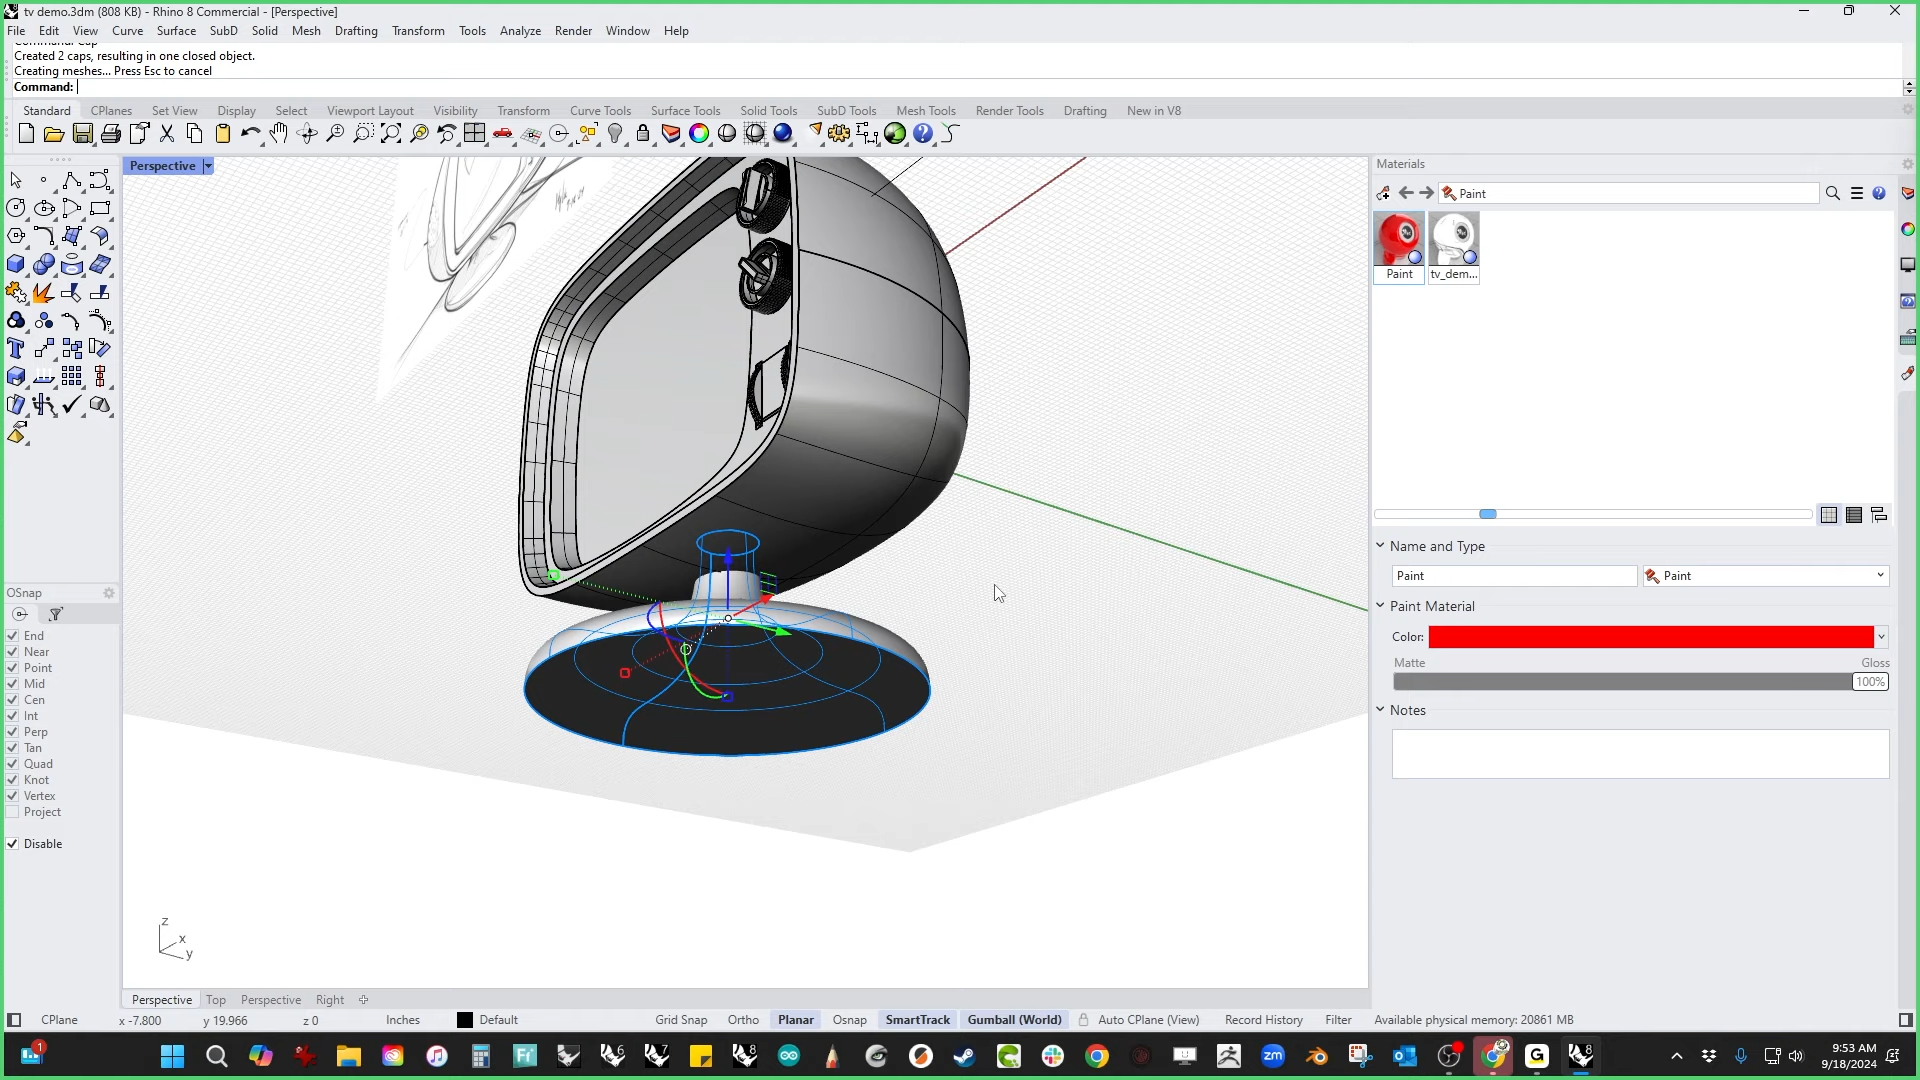 tv demo.3dm (808 KB) - Rhino 8 Commercial - [Perspective]
File Edit View Curve Surface SubD Solid Mesh Drafting Transform Tools Analyze Render Window Help
Command: Cap
Created 2 caps, resulting in one closed object.
Creating meshes... Press Esc to cancel
Command:
Standard CPlanes Set View Display Select Viewport Layout Visibility Transform Curve Tools Surface Tools Solid Tools SubD Tools Mesh Tools Render Tools Drafting New in V8
Perspective
Materials
Paint
Paint tv_dem...
OSnap
End
Near
Point
Mid
Cen
Int
Perp
Tan
Quad
Knot
Vertex
Project
Disable
Name and Type
Paint Paint
Paint Material
Color:
Matte Gloss
100%
Notes
z
x
y
Perspective Top Perspective Right
CPlane x -7.800 y 19.966 z 0 Inches Default Grid Snap Ortho Planar Osnap SmartTrack Gumball (World) Auto CPlane (View) Record History Filter Available physical memory: 20861 MB
9:53 AM
9/18/2024